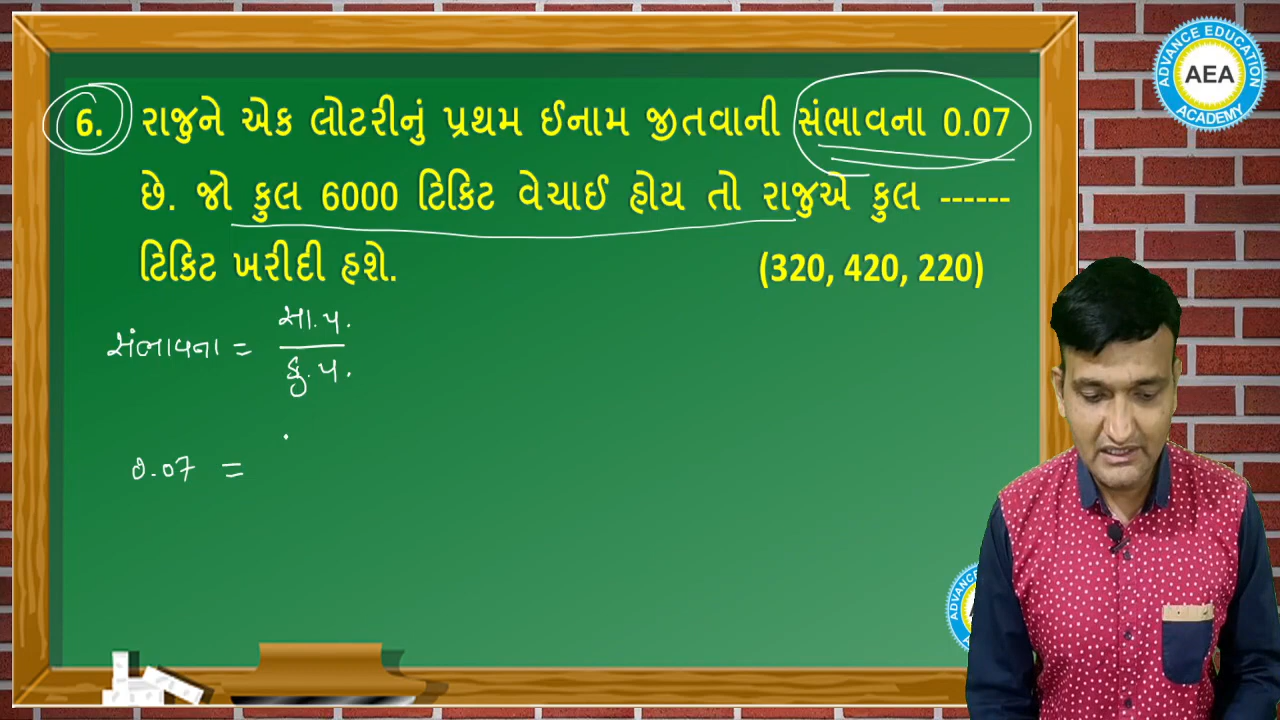 6. રાજુને એક લોટરીનું પ્રથમ ઈનામ જીતવાની સંભાવના 0.07
છે. જો કુલ 6000 ટિકિટ વેચાઈ હોય તો રાજુએ કુલ ------
ટિકિટ ખરીદી હશે. (320, 420, 220)
સંભાવના = સા.પ.
કુ.પ.
0.07 =
ADVANCE EDUCATION
AEA
ACADEMY